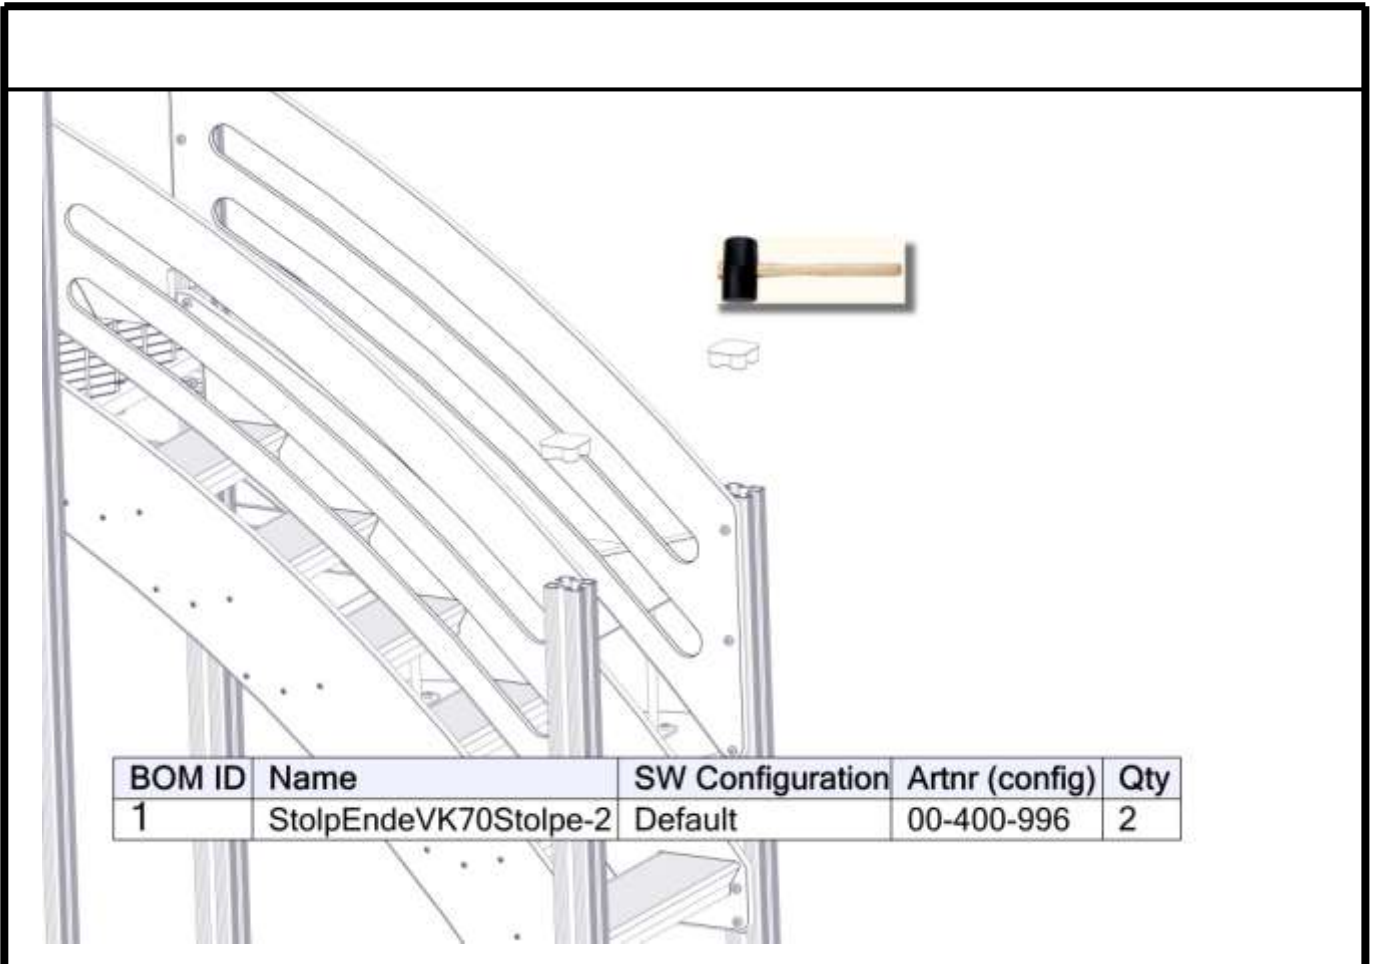 BOM ID Name SW Configuration Artnr (config) Qty
1 StolpEndeVK70Stolpe-2 Default 00-400-996 2